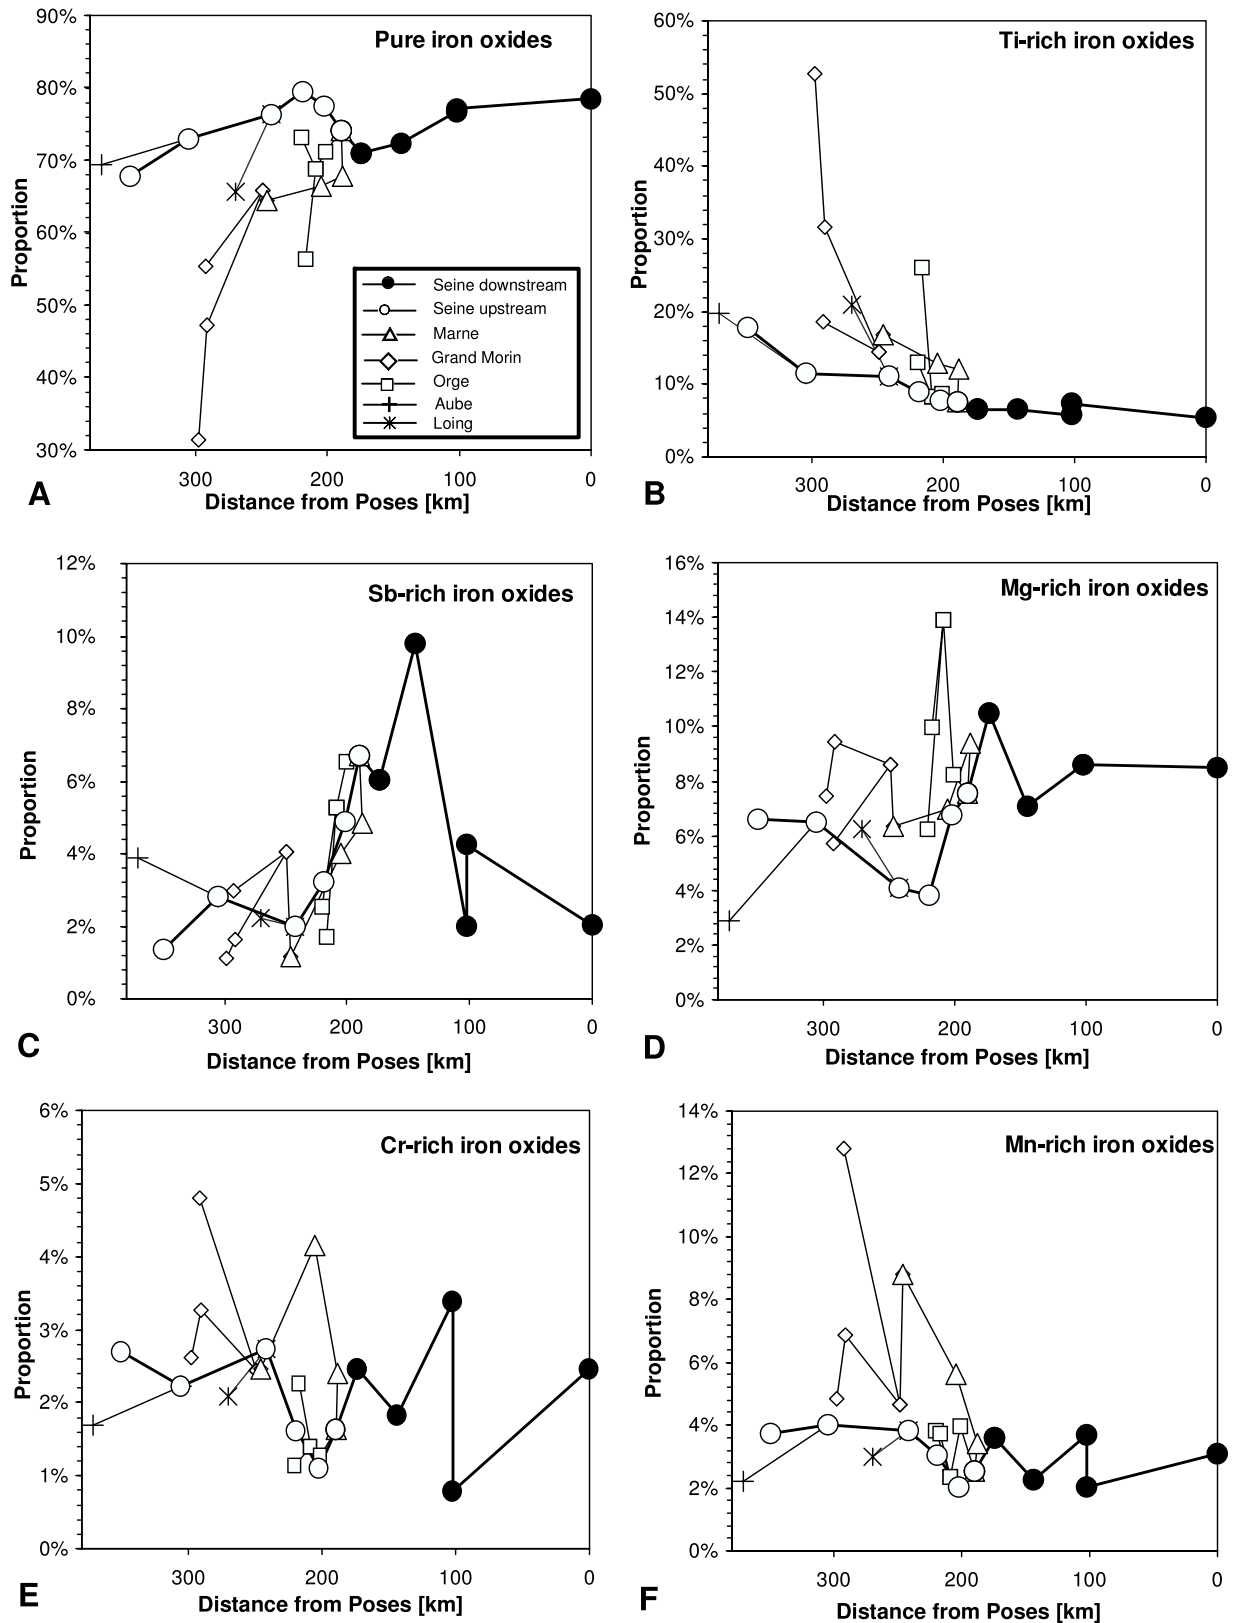 Pure iron oxides
90%
80%
70%
60%
50%
40%
30%
Proportion
Seine downstream
Seine upstream
Marne
Grand Morin
Orge
Aube
Loing
300
200
100
0
Distance from Poses [km]
A
Ti-rich iron oxides
60%
50%
40%
30%
20%
10%
0%
Proportion
300
200
100
0
Distance from Poses [km]
B
Sb-rich iron oxides
12%
10%
8%
6%
4%
2%
0%
Proportion
300
200
100
0
Distance from Poses [km]
C
Mg-rich iron oxides
16%
14%
12%
10%
8%
6%
4%
2%
0%
Proportion
300
200
100
0
Distance from Poses [km]
D
Cr-rich iron oxides
6%
5%
4%
3%
2%
1%
0%
Proportion
300
200
100
0
Distance from Poses [km]
E
Mn-rich iron oxides
14%
12%
10%
8%
6%
4%
2%
0%
Proportion
300
200
100
0
Distance from Poses [km]
F